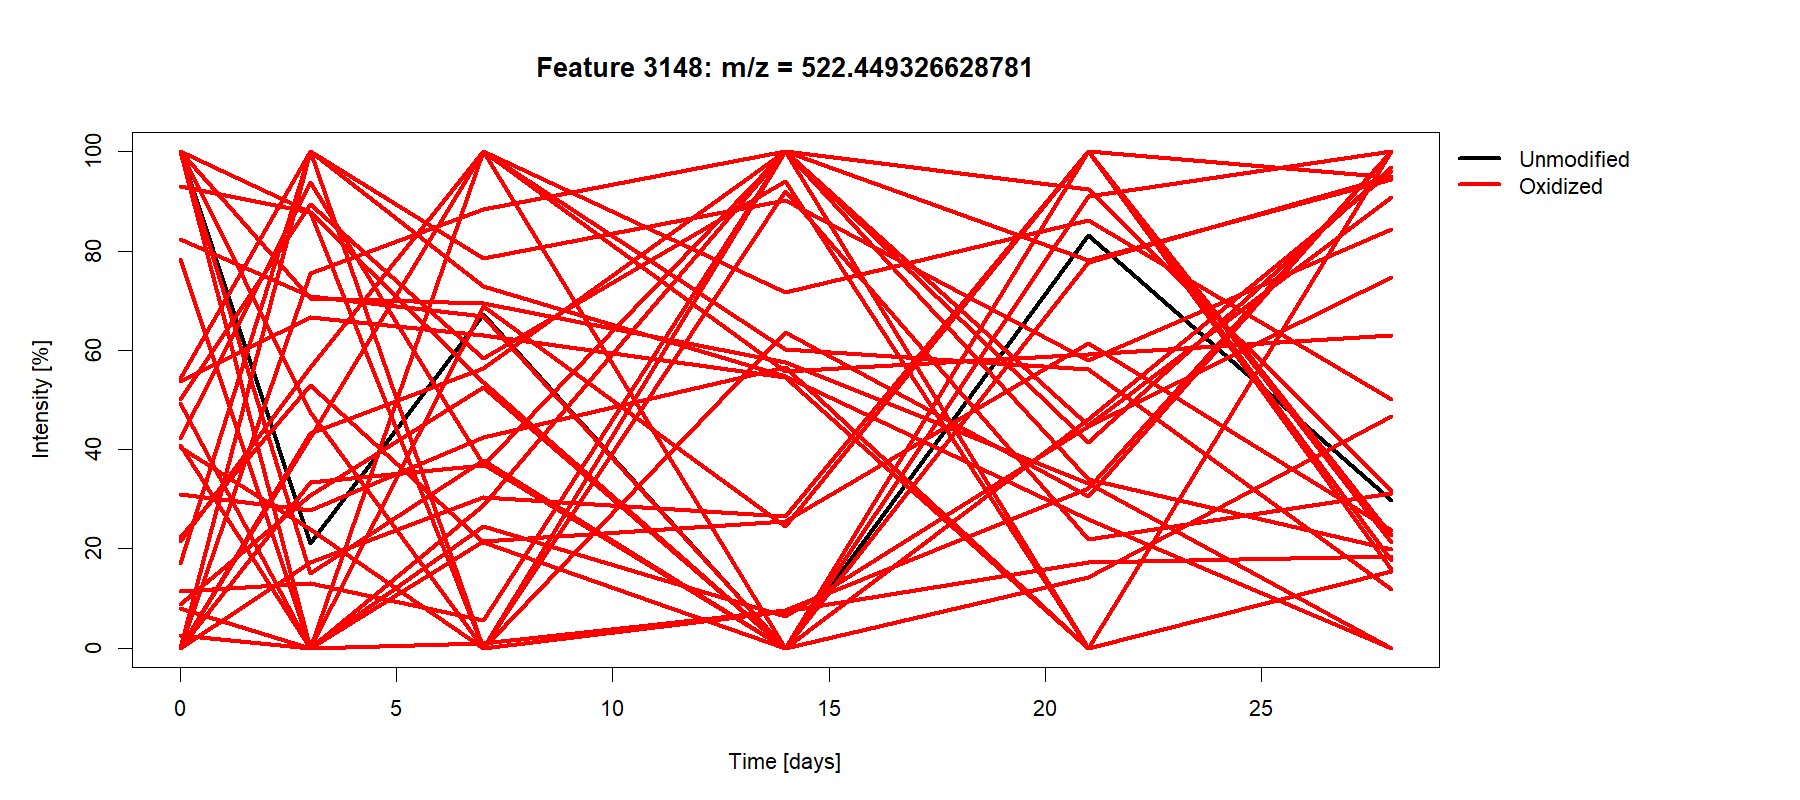 Feature 3148: m/z = 522.449326628781
Unmodified
Oxidized
Intensity [%]
100
80
60
40
20
0
0 5 10 15 20 25
Time [days]